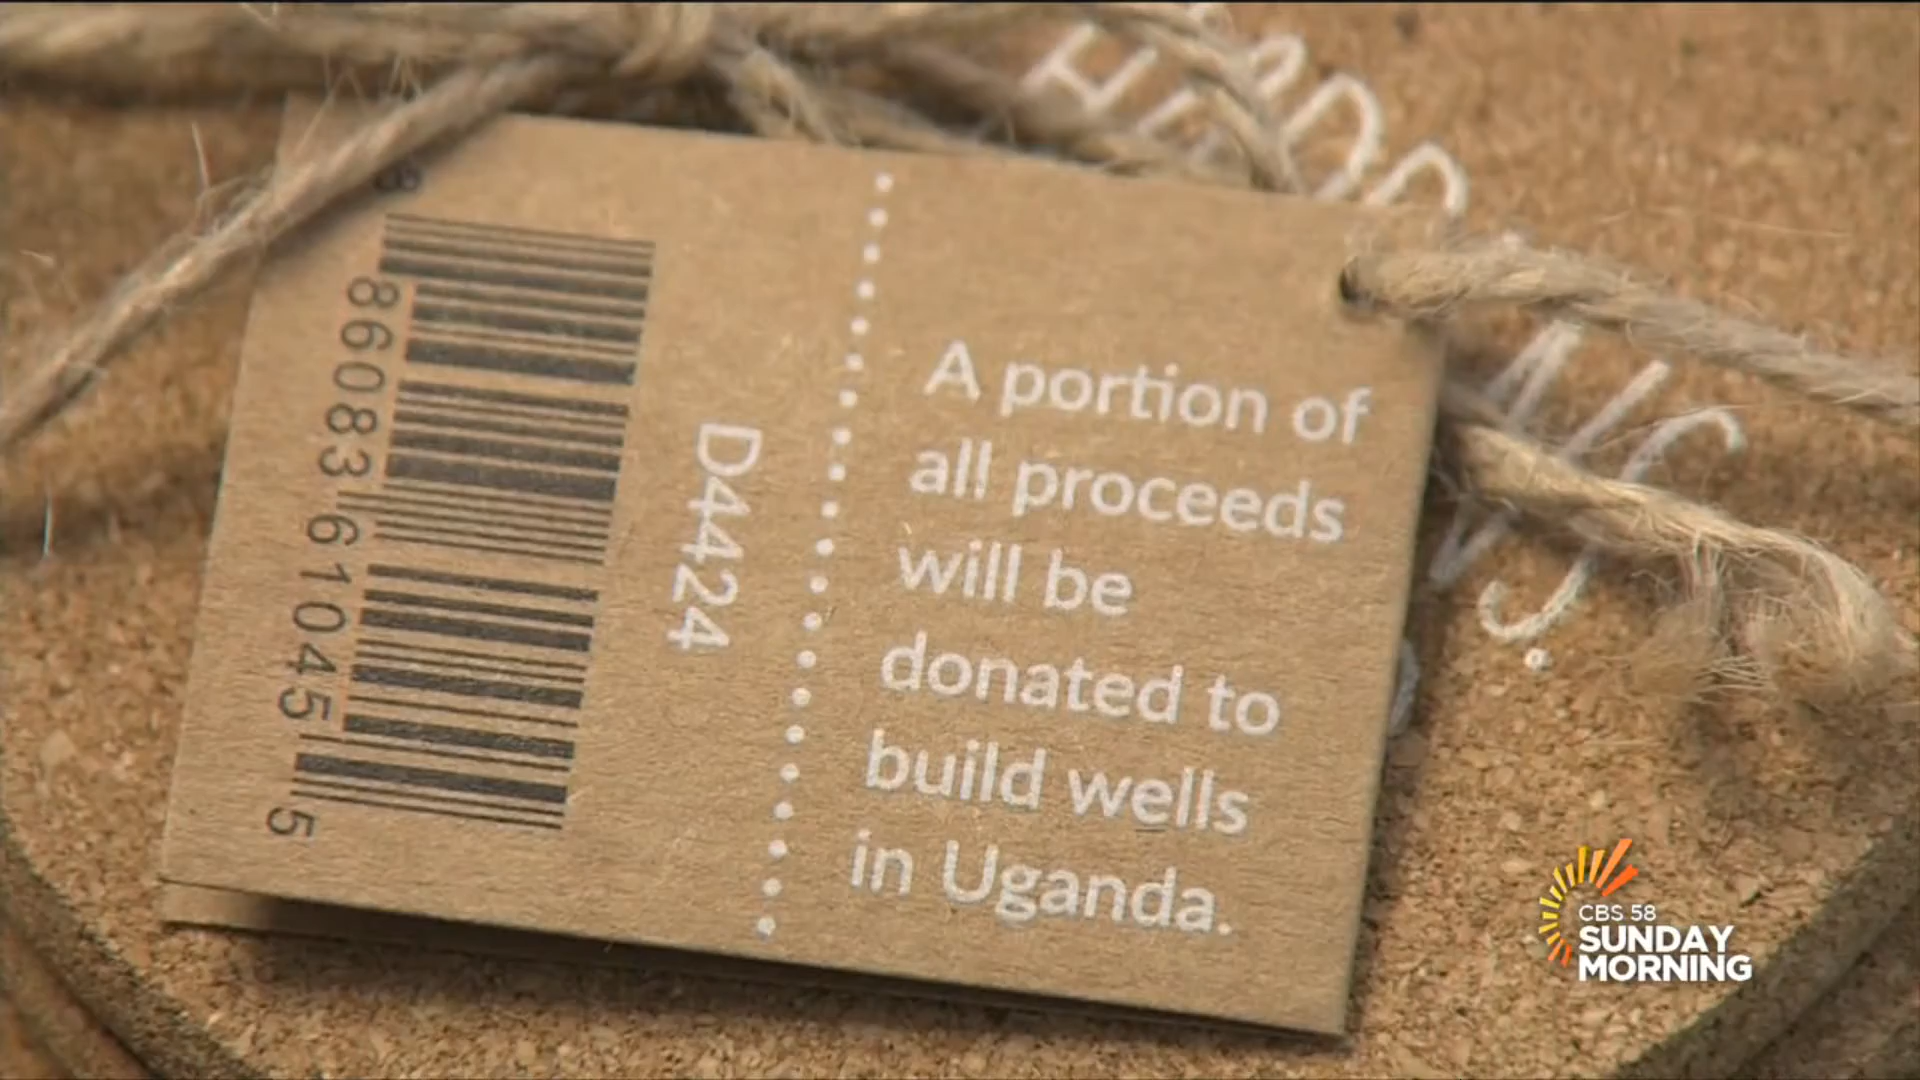 A portion of
all proceeds
will be
donated to
build wells
in Uganda.
D4424
8 86083 61045 5
CBS 58
SUNDAY
MORNING